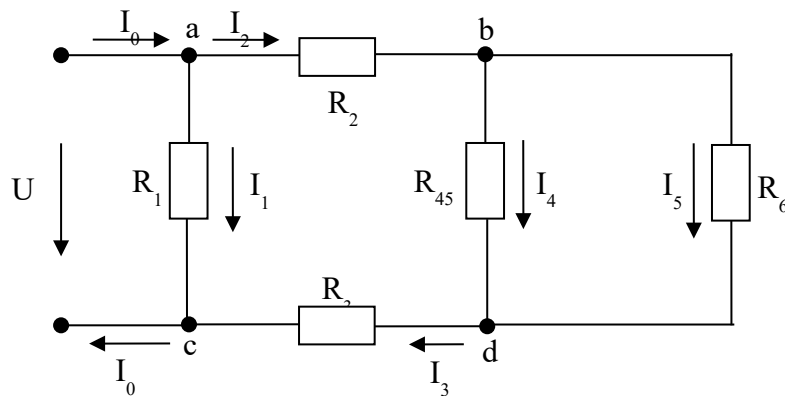 I₀ a I₂ b
R₂
U R₁ I₁ R₄₅ I₄ I₅ R₆
c d
I₀ I₃